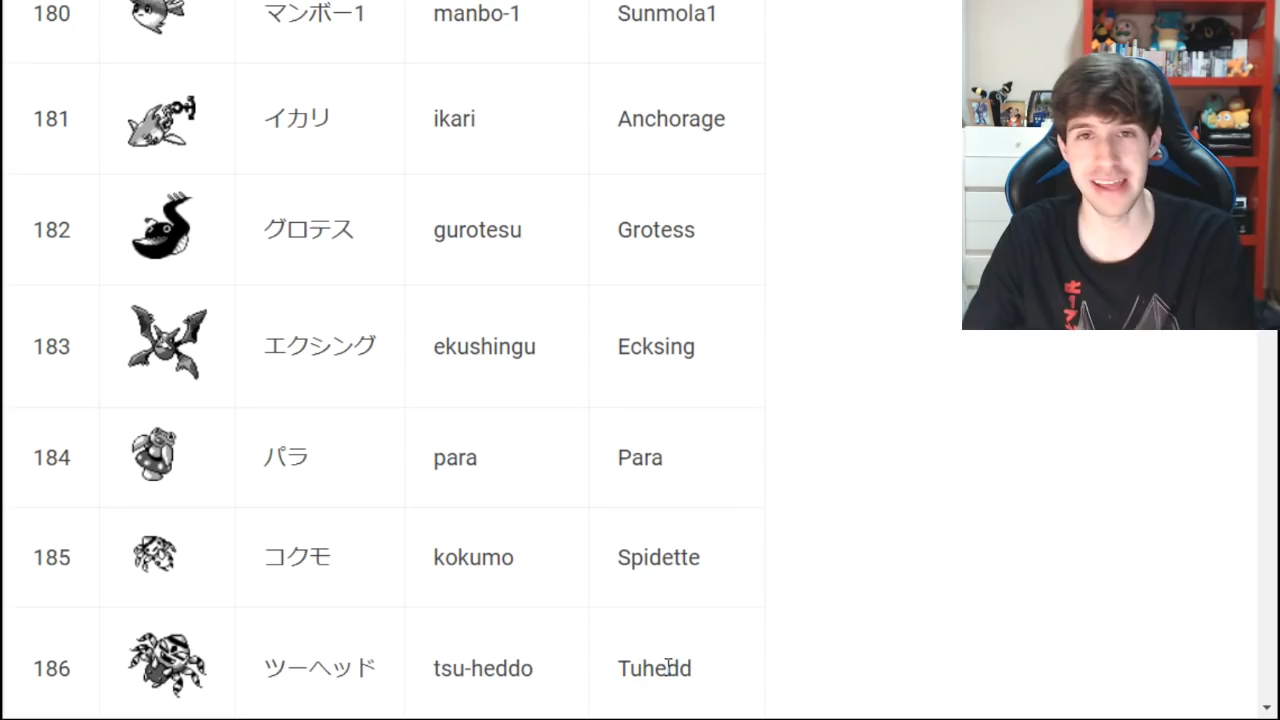 180 マンボー1 manbo-1 Sunmola1
181 イカリ ikari Anchorage
182 グロテス gurotesu Grotess
183 エクシング ekushingu Ecksing
184 パラ para Para
185 コクモ kokumo Spidette
186 ツーヘッド tsu-heddo Tuhedd